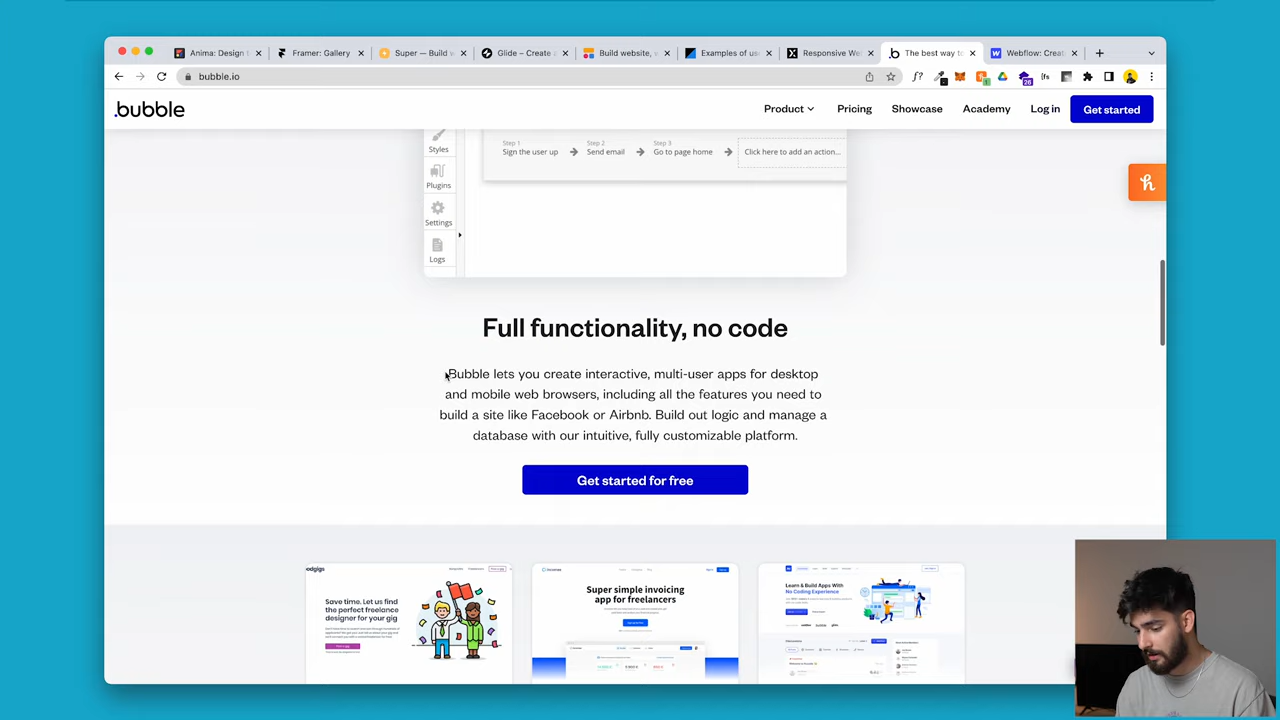 Anima: Design t
Framer: Gallery
Super — Build w
Glide – Create a
Build website, s
Examples of us
Responsive We
The best way to
Webflow: Creat
bubble.io
.bubble
Product
Pricing
Showcase
Academy
Log in
Get started
Styles
Plugins
Settings
Logs
Step 1
Sign the user up
Step 2
Send email
Step 3
Go to page home
Click here to add an action...
Full functionality, no code
Bubble lets you create interactive, multi-user apps for desktop
and mobile web browsers, including all the features you need to
build a site like Facebook or Airbnb. Build out logic and manage a
database with our intuitive, fully customizable platform.
Get started for free
Save time. Let us find
the perfect freelance
designer for your gig
Super simple invoicing
app for freelancers
Learn & Build Apps With
No Coding Experience